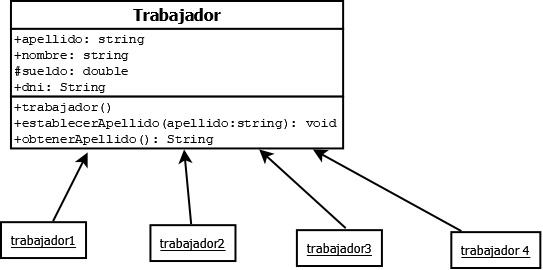 Trabajador
+apellido: string
+nombre: string
#sueldo: double
+dni: String
+trabajador()
+establecerApellido(apellido:string): void
+obtenerApellido(): String
trabajador1
trabajador2
trabajador3
trabajador 4